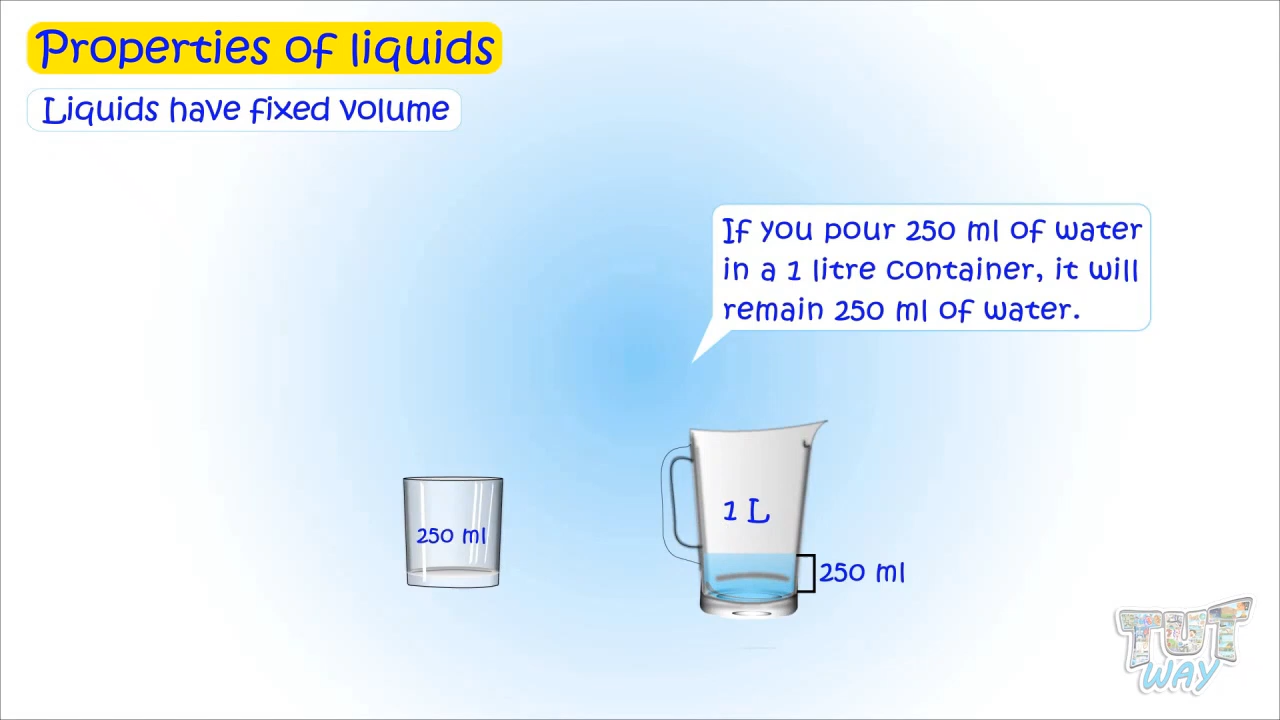 Properties of liquids
Liquids have fixed volume
If you pour 250 ml of water
in a 1 litre container, it will
remain 250 ml of water.
1 L
250 ml
250 ml
TUT
WAY